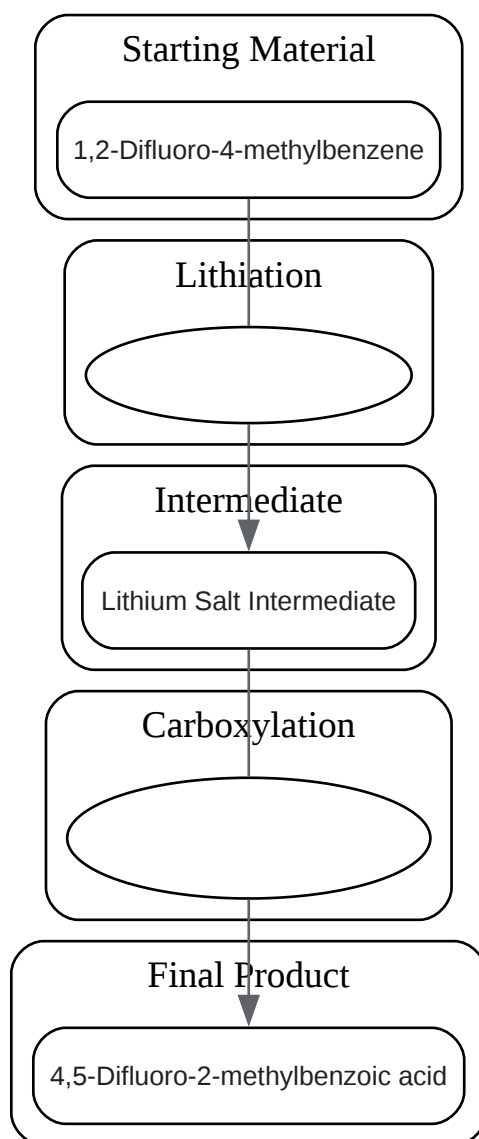 Starting Material
1,2-Difluoro-4-methylbenzene
Lithiation
Intermediate
Lithium Salt Intermediate
Carboxylation
Final Product
4,5-Difluoro-2-methylbenzoic acid